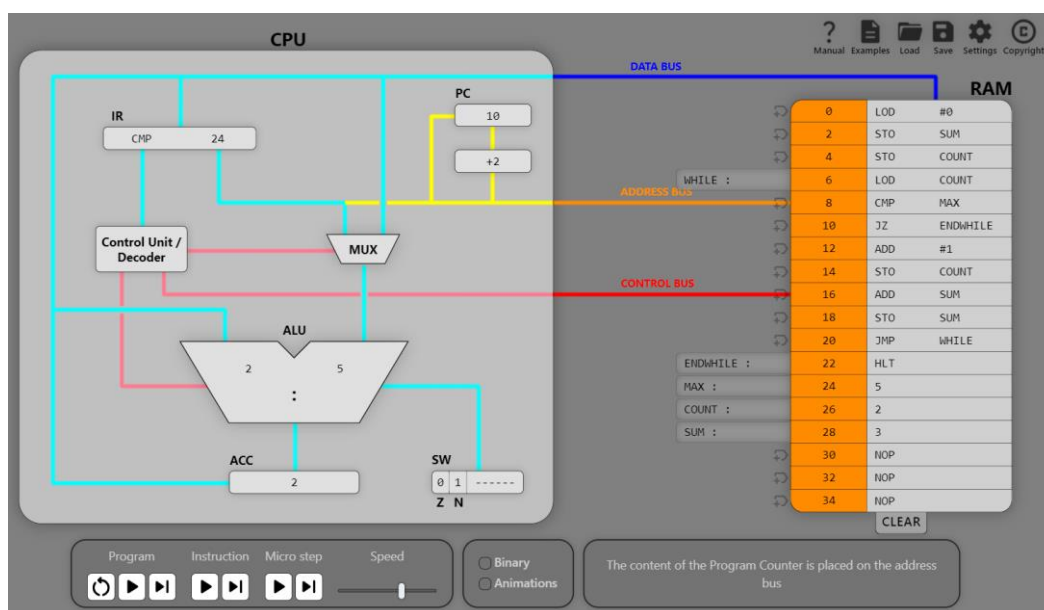 CPU
? Manual Examples Load Save Settings © Copyright
DATA BUS
RAM
PC
10
+2
IR
CMP 24
ADDRESS BUS
Control Unit /
Decoder
MUX
CONTROL BUS
ALU
2 5
:
ACC
2
SW
0 1 ------
Z N
0 LOD #0
2 STO SUM
4 STO COUNT
WHILE : 6 LOD COUNT
8 CMP MAX
10 JZ ENDWHILE
12 ADD #1
14 STO COUNT
16 ADD SUM
18 STO SUM
20 JMP WHILE
ENDWHILE : 22 HLT
MAX : 24 5
COUNT : 26 2
SUM : 28 3
30 NOP
32 NOP
34 NOP
CLEAR
Program Instruction Micro step Speed
Binary
Animations
The content of the Program Counter is placed on the address
bus